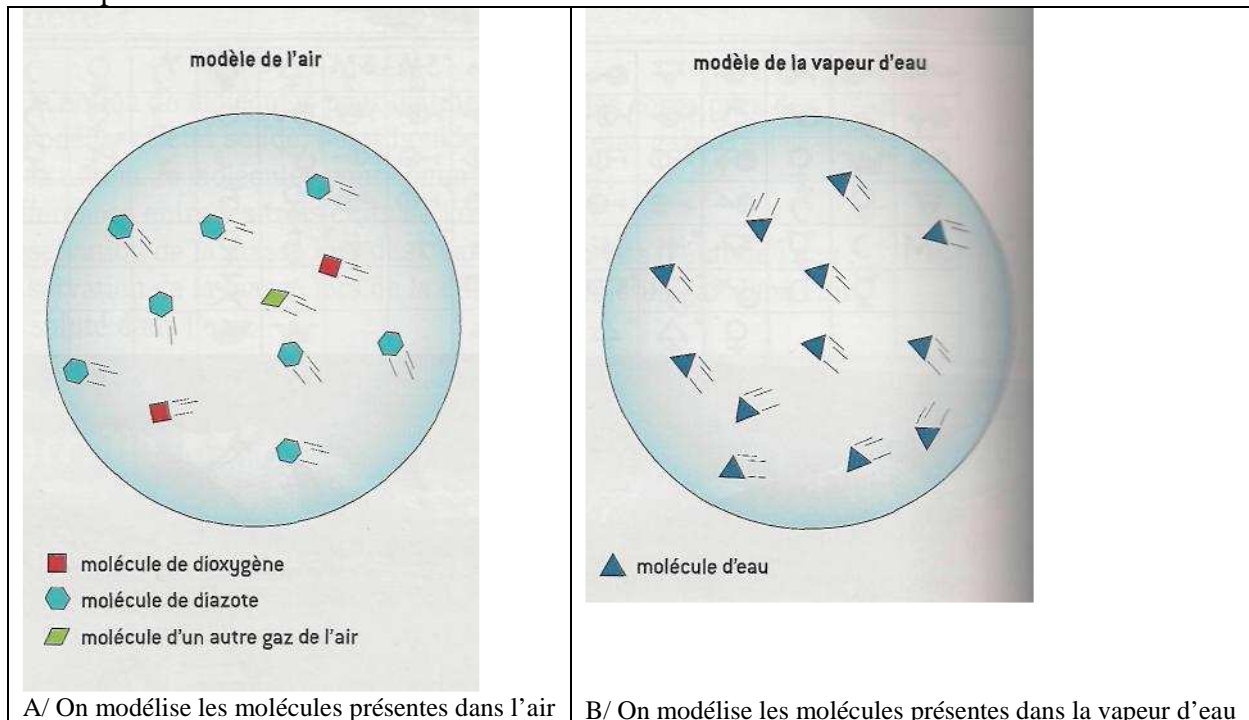 modèle de l'air
molécule de dioxygène
molécule de diazote
molécule d'un autre gaz de l'air
A/ On modélise les molécules présentes dans l'air
modèle de la vapeur d'eau
molécule d'eau
B/ On modélise les molécules présentes dans la vapeur d'eau